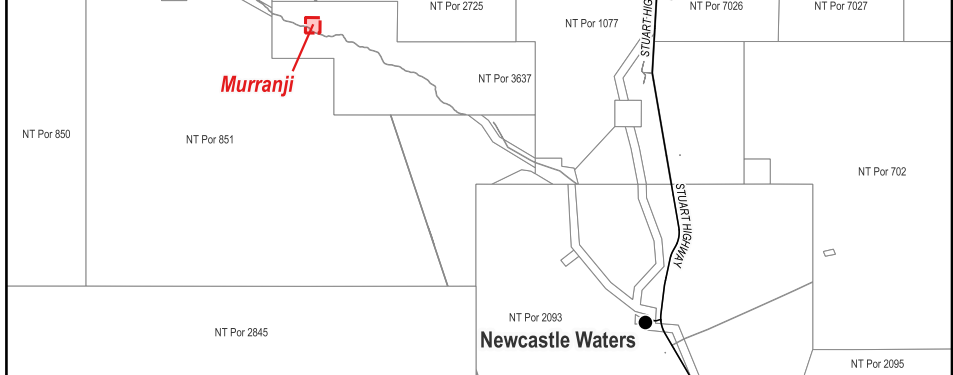 NT Por 2725
NT Por 7026
NT Por 7027
NT Por 1077
STUART HIG
Murranji
NT Por 3637
NT Por 850
NT Por 851
NT Por 702
STUART HIGHWAY
NT Por 2093
NT Por 2845
Newcastle Waters
NT Por 2095